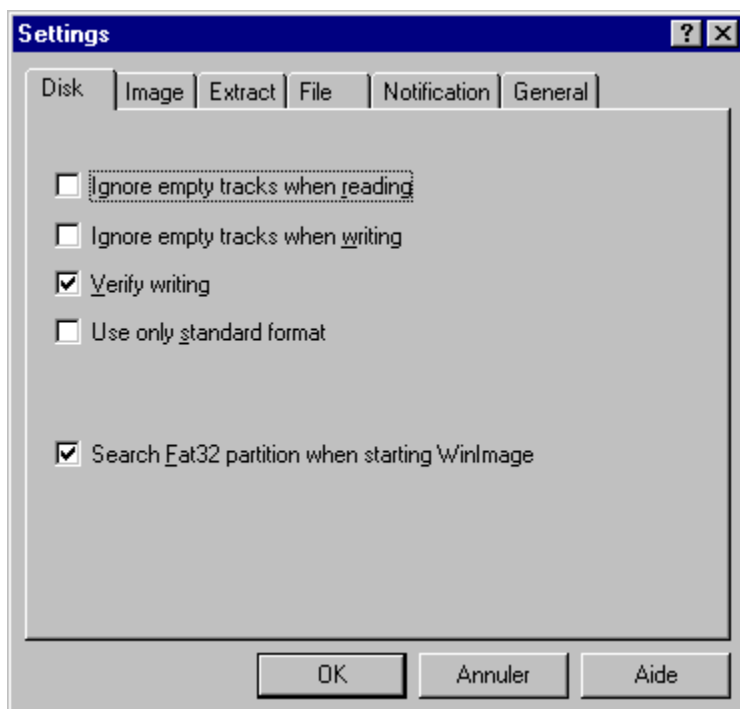 Settings
Disk Image Extract File Notification General
Ignore empty tracks when reading
Ignore empty tracks when writing
Verify writing
Use only standard format
Search Fat32 partition when starting WinImage
OK Annuler Aide